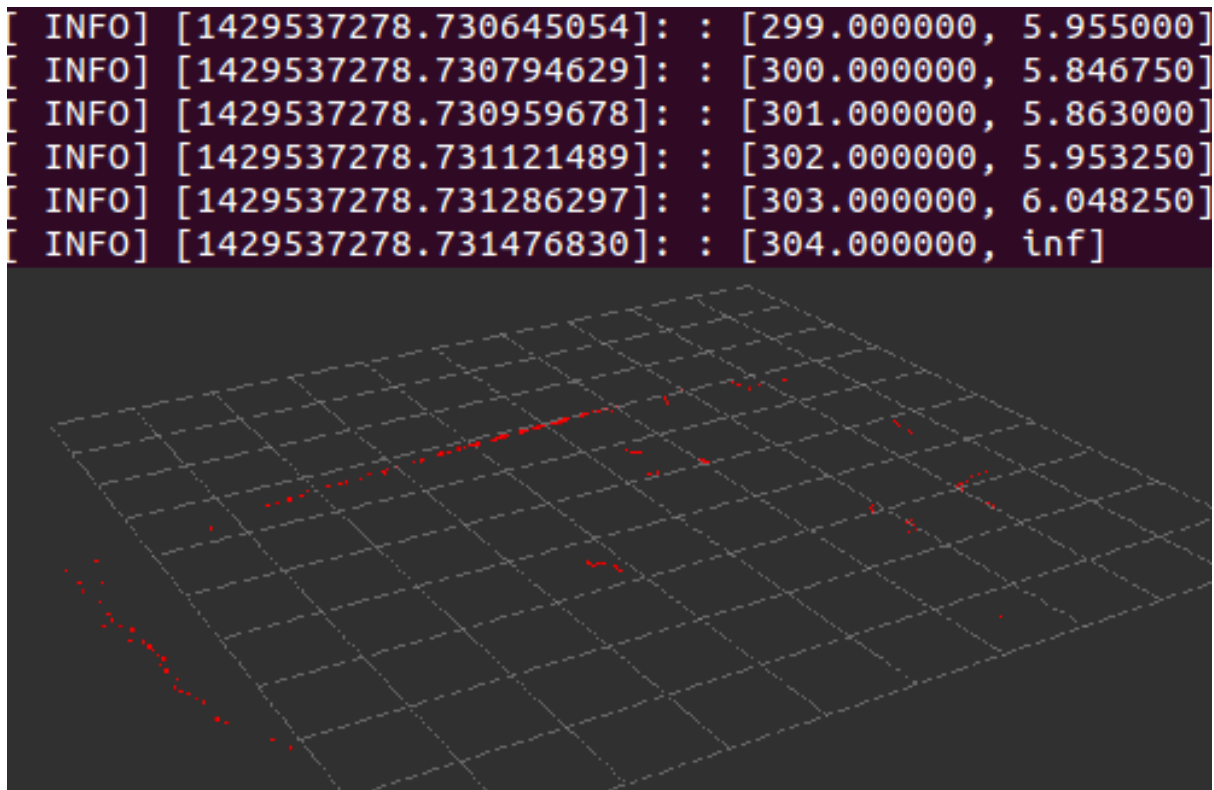 [ INFO] [1429537278.730645054]: : [299.000000, 5.955000]
[ INFO] [1429537278.730794629]: : [300.000000, 5.846750]
[ INFO] [1429537278.730959678]: : [301.000000, 5.863000]
[ INFO] [1429537278.731121489]: : [302.000000, 5.953250]
[ INFO] [1429537278.731286297]: : [303.000000, 6.048250]
[ INFO] [1429537278.731476830]: : [304.000000, inf]